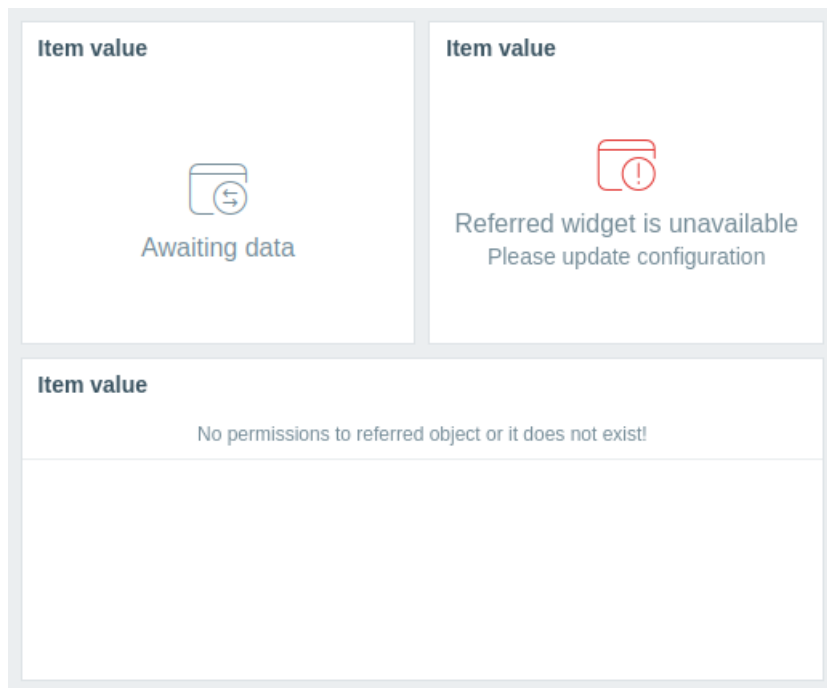 Item value
Awaiting data
Item value
Referred widget is unavailable
Please update configuration
Item value
No permissions to referred object or it does not exist!